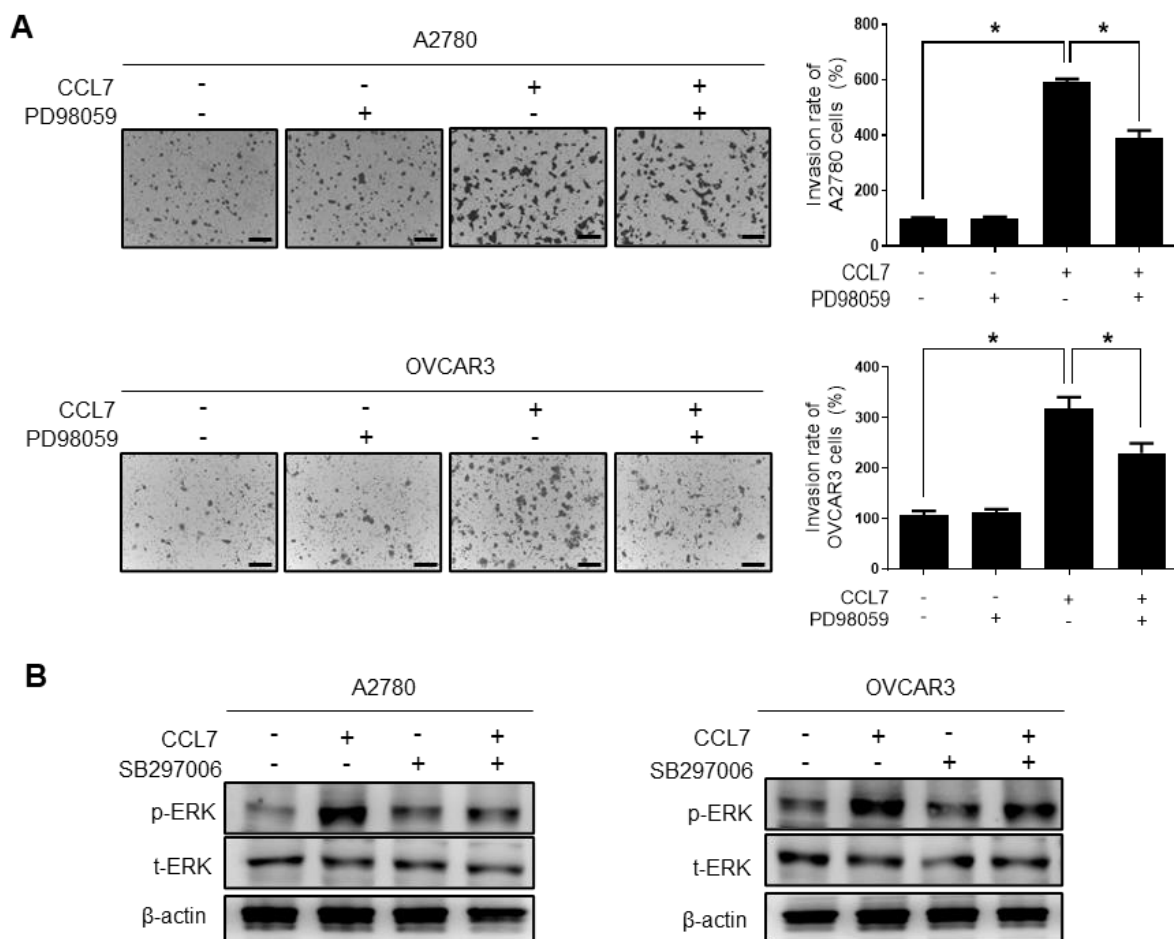 A
A2780
CCL7 - - + +
PD98059 - + - +
Invasion rate of
A2780 cells (%)
800
600
400
200
0
* *
CCL7 - - + +
PD98059 - + - +
OVCAR3
CCL7 - - + +
PD98059 - + - +
Invasion rate of
OVCAR3 cells (%)
400
300
200
100
0
* *
CCL7 - - + +
PD98059 - + - +
B
A2780
CCL7 - + - +
SB297006 - - + +
p-ERK
t-ERK
β-actin
OVCAR3
CCL7 - + - +
SB297006 - - + +
p-ERK
t-ERK
β-actin